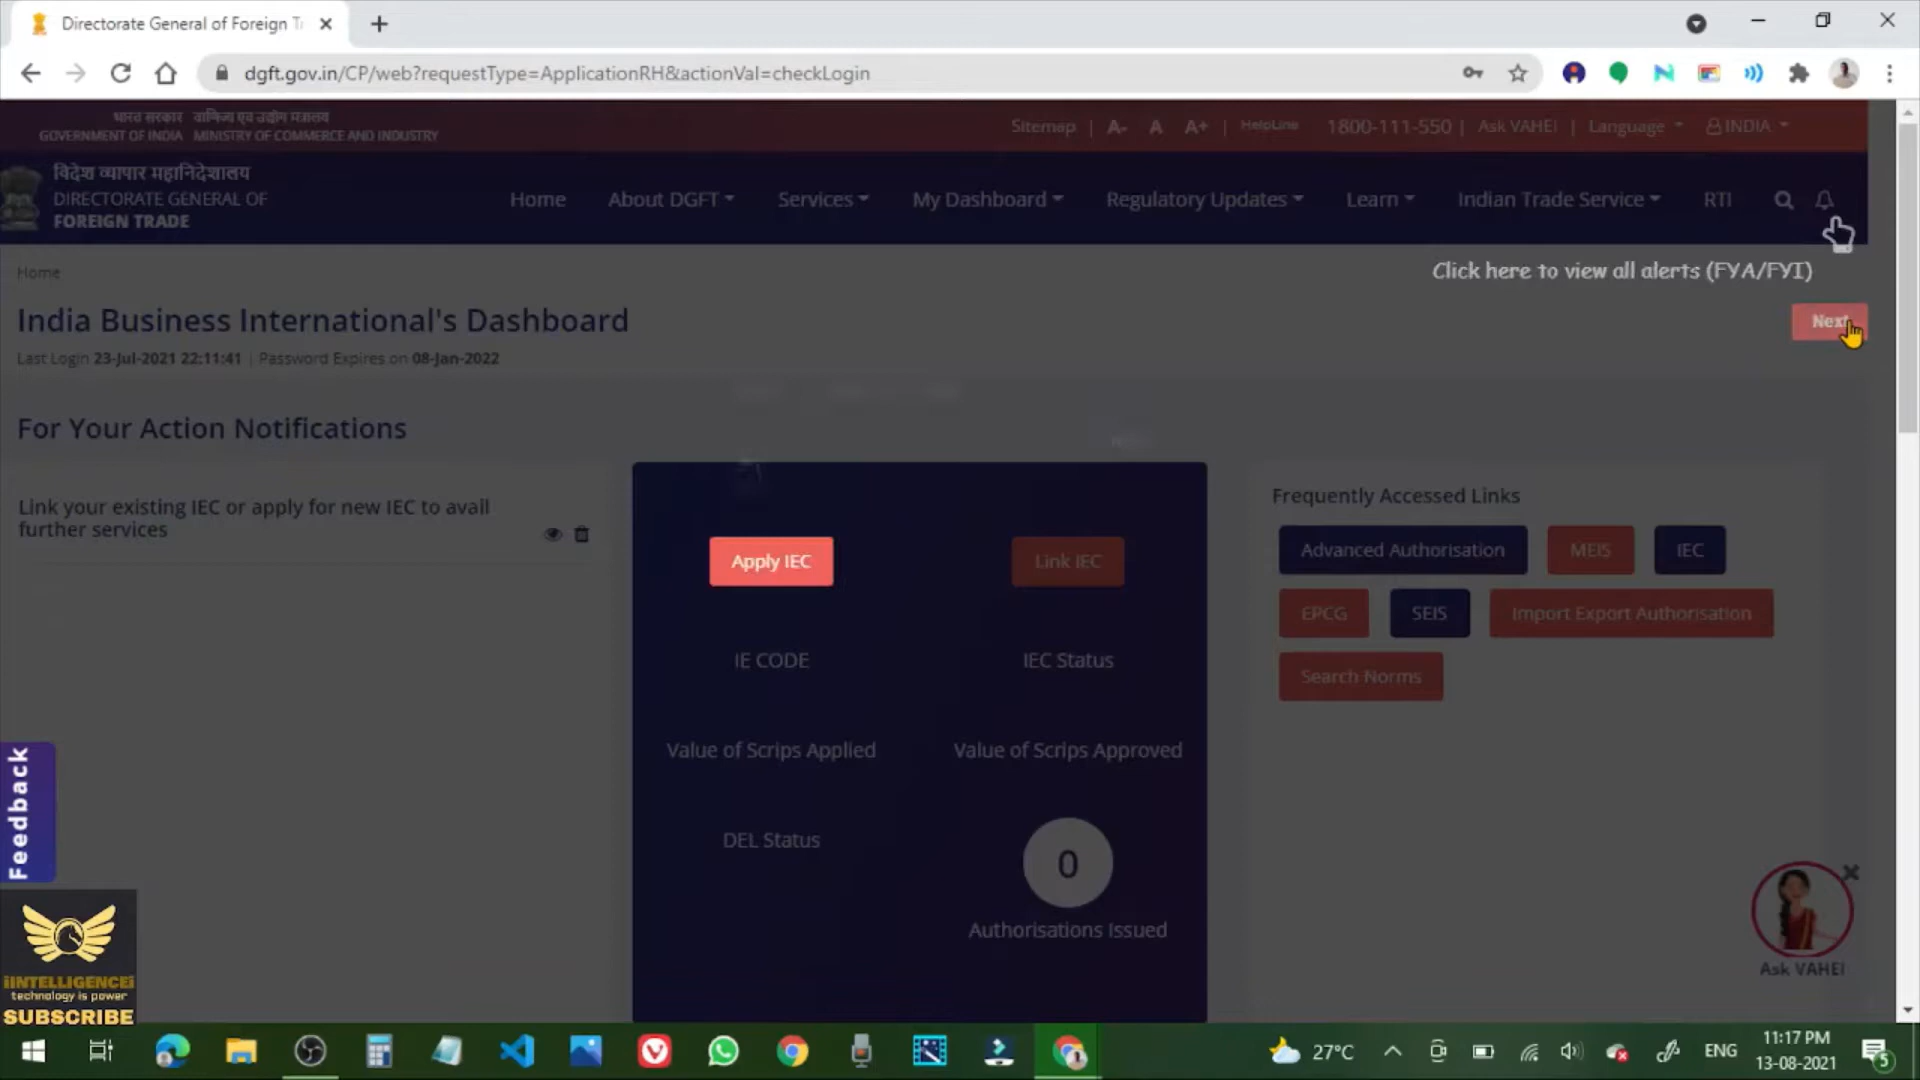 Directorate General of Foreign Tr
dgft.gov.in/CP/web?requestType=ApplicationRH&actionVal=checkLogin
भारत सरकार वाणिज्य एवं उद्योग मंत्रालय
GOVERNMENT OF INDIA MINISTRY OF COMMERCE AND INDUSTRY
Sitemap | A- A A+ | HelpLine 1800-111-550 | Ask VAHEI | Language INDIA
विदेश व्यापार महानिदेशालय
DIRECTORATE GENERAL OF
FOREIGN TRADE
Home About DGFT Services My Dashboard Regulatory Updates Learn Indian Trade Service RTI
Click here to view all alerts (FYA/FYI)
Home
India Business International's Dashboard
Next
Last Login 23-Jul-2021 22:11:41 | Password Expires on 08-Jan-2022
For Your Action Notifications
Link your existing IEC or apply for new IEC to avail
further services
Apply IEC Link IEC
IE CODE IEC Status
Value of Scrips Applied Value of Scrips Approved
DEL Status
0
Authorisations Issued
Frequently Accessed Links
Advanced Authorisation MEIS IEC
EPCG SEIS Import Export Authorisation
Search Norms
Feedback
Ask VAHEI
iINTELLIGENCEi
technology is power
SUBSCRIBE
27°C
ENG
11:17 PM
13-08-2021
5